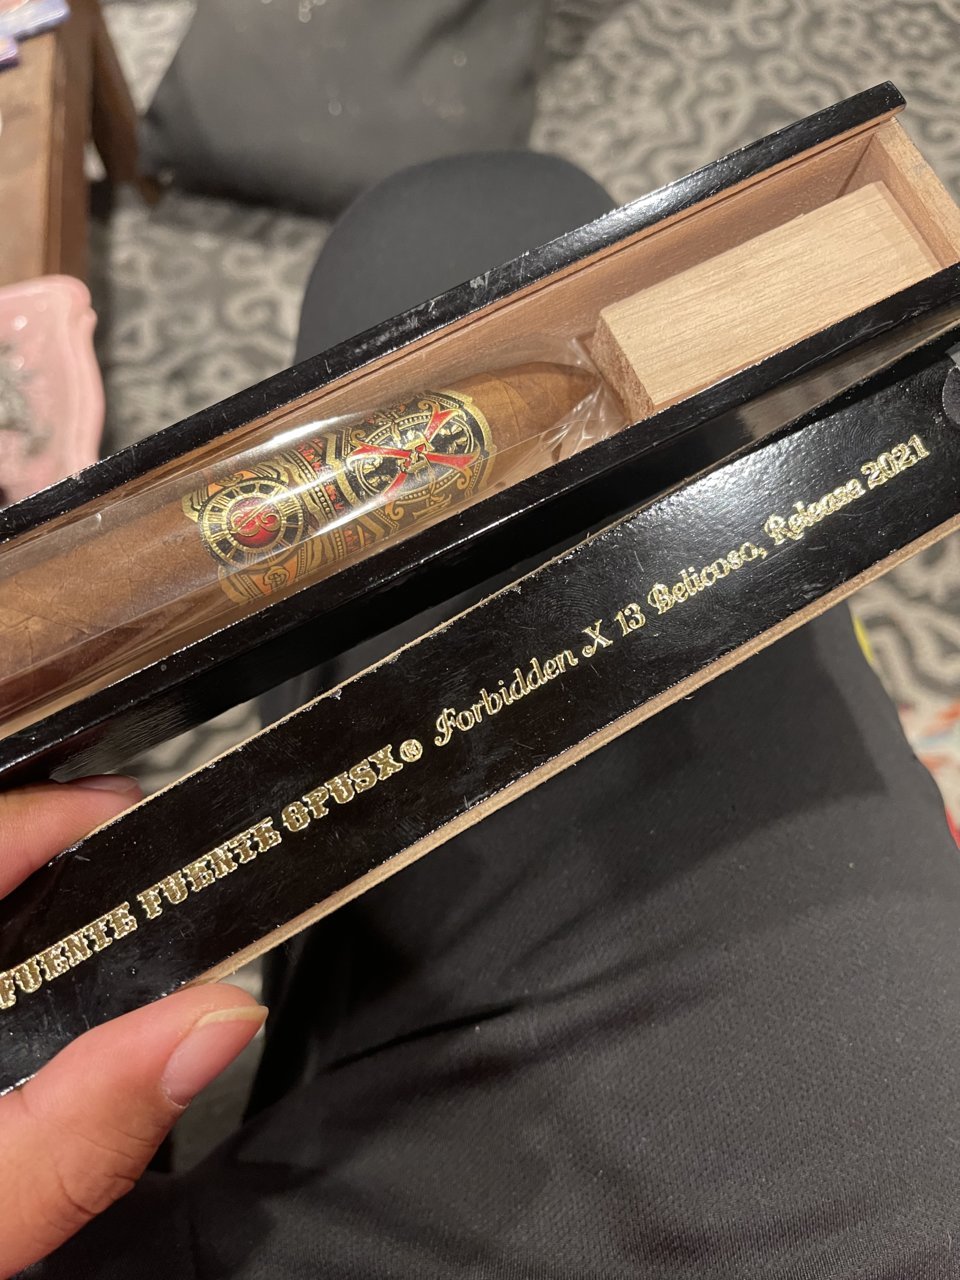 FUENTE FUENTE OPUSX® Forbidden X 13 Belicoso, Release 2021